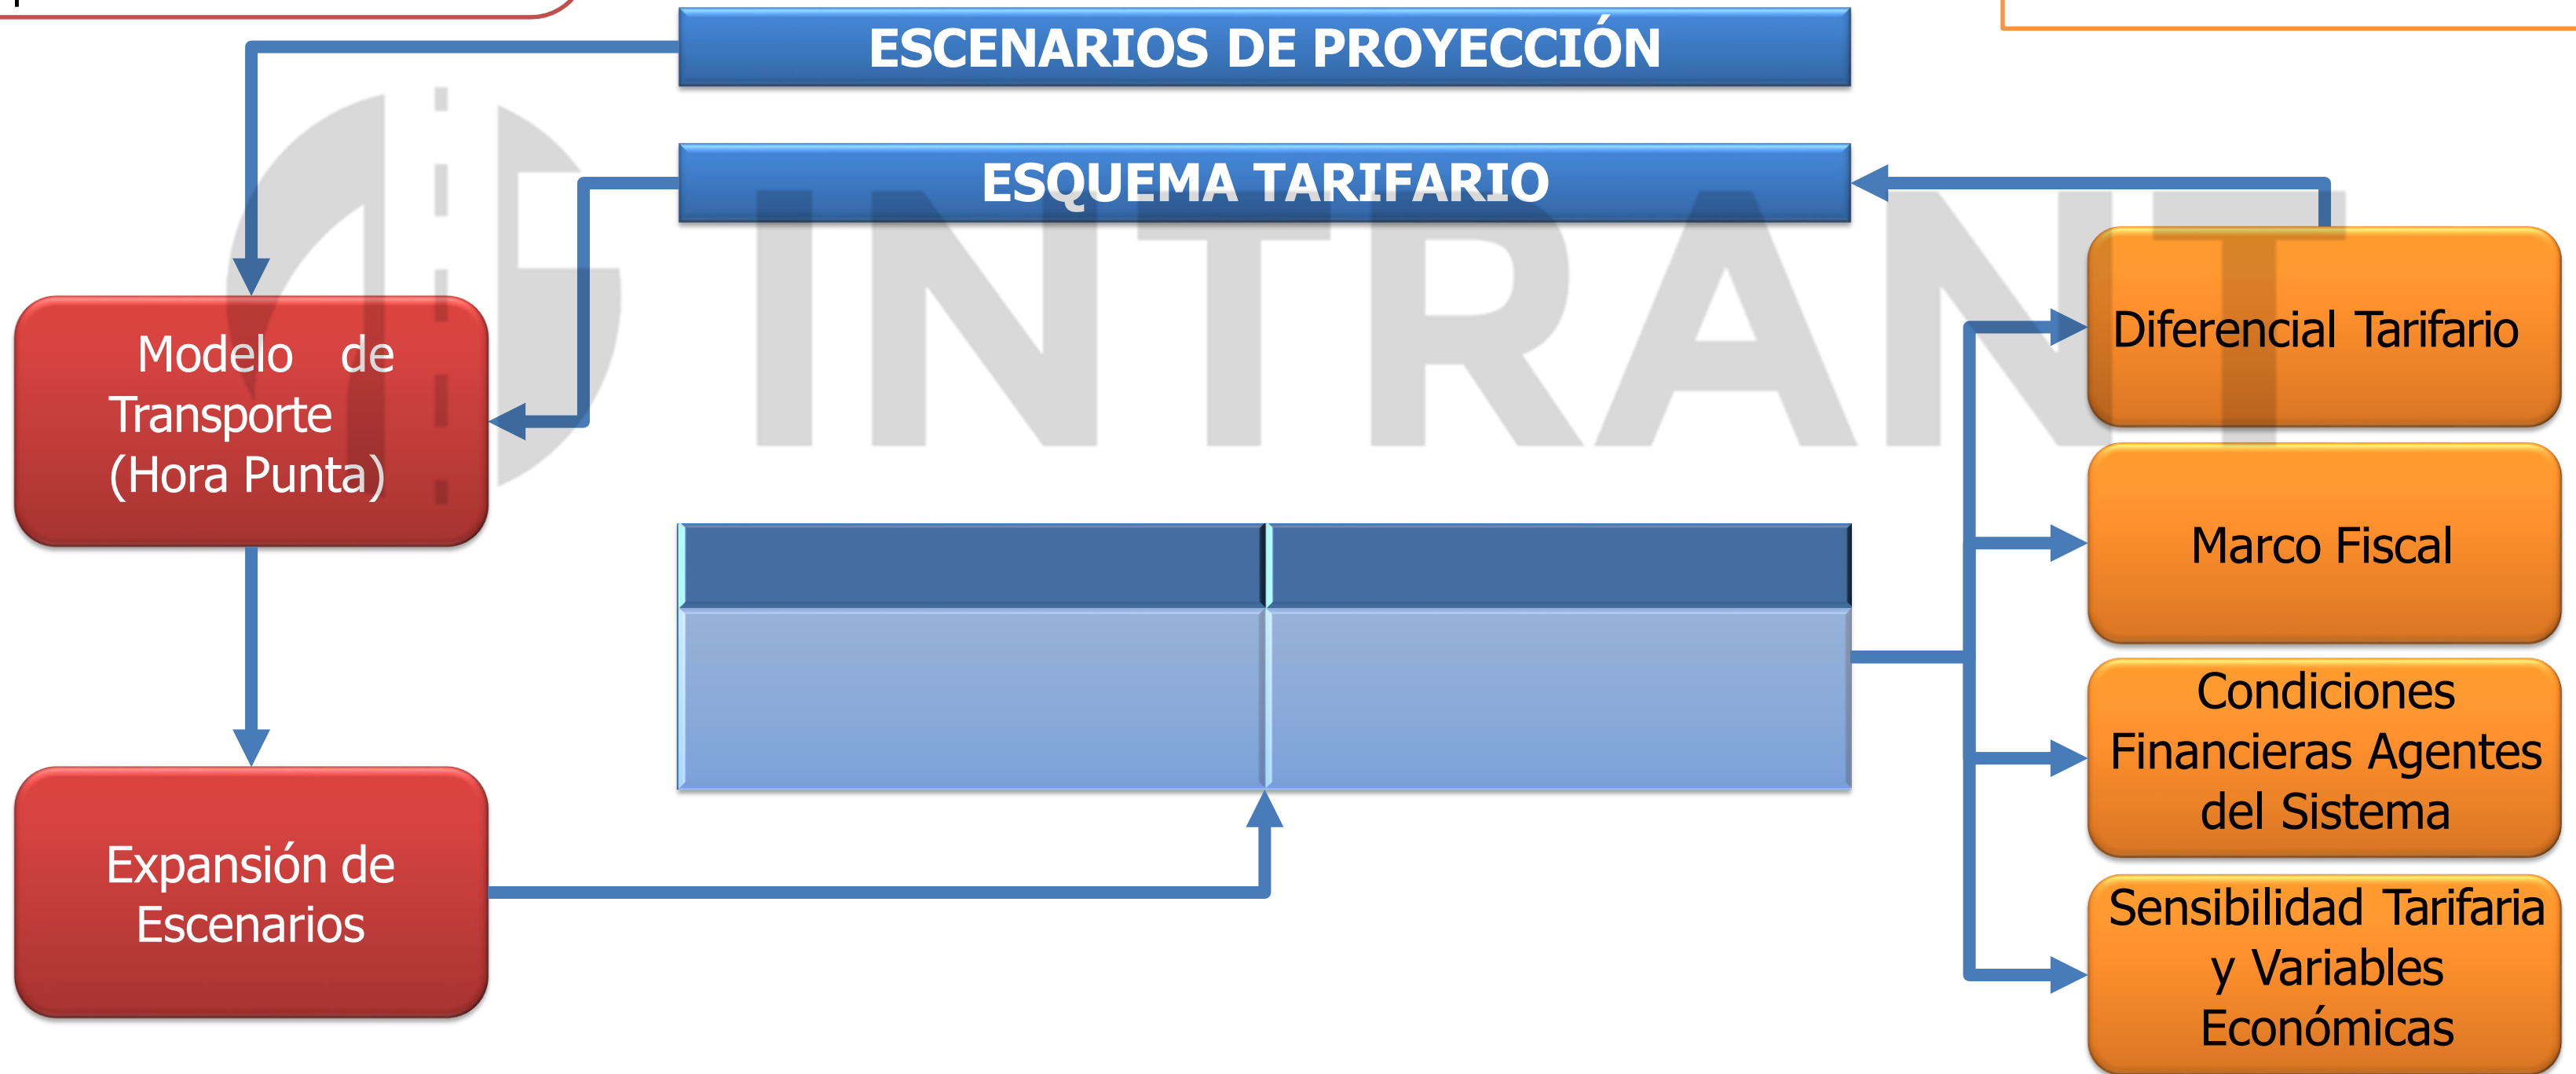 ESCENARIOS DE PROYECCIÓN
ESQUEMA TARIFARIO
INTRANT
Modelo de
Transporte
(Hora Punta)
Expansión de
Escenarios
Diferencial Tarifario
Marco Fiscal
Condiciones
Financieras Agentes
del Sistema
Sensibilidad Tarifaria
y Variables
Económicas